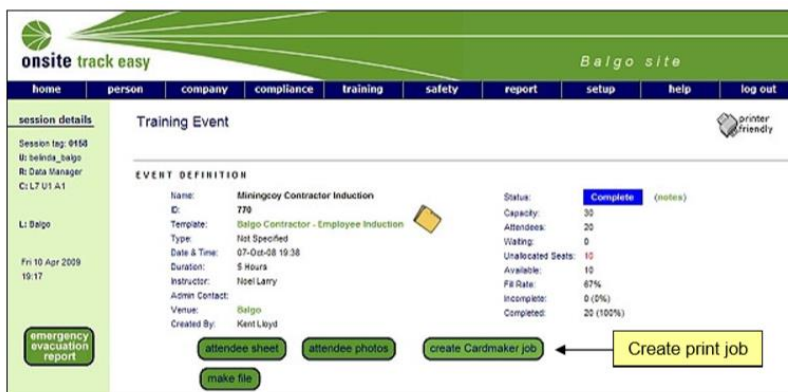 onsite track easy
Balgo site
home person company compliance training safety report setup help log out
session details
Session tag: 0158
U: belinda_balgo
R: Data Manager
C: L7 U1 A1
L: Balgo
Fri 10 Apr 2009
19:17
emergency
evacuation
report
Training Event
printer
friendly
EVENT DEFINITION
Name: Miningcoy Contractor Induction
ID: 770
Template: Balgo Contractor - Employee Induction
Type: Not Specified
Date & Time: 07-Oct-08 19:38
Duration: 5 Hours
Instructor: Noel Larry
Admin Contact:
Venue: Balgo
Created By: Kent Lloyd
Status: Complete (notes)
Capacity: 30
Attendees: 20
Waiting: 0
Unallocated Seats: 10
Available: 10
Fill Rate: 67%
Incomplete: 0 (0%)
Completed: 20 (100%)
attendee sheet attendee photos create Cardmaker job
Create print job
make file